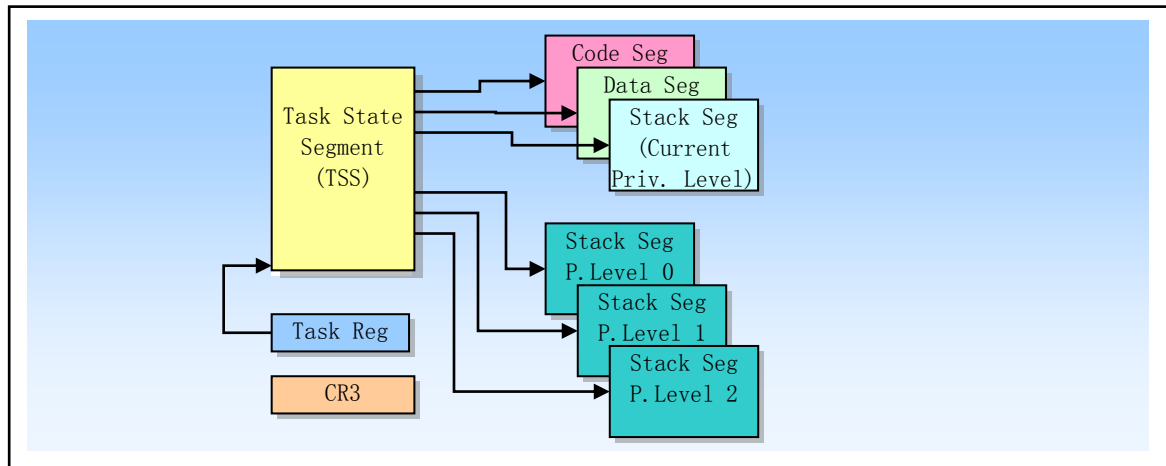 Code Seg
Data Seg
Stack Seg
(Current
Priv. Level)
Task State
Segment
(TSS)
Stack Seg
P.Level 0
Stack Seg
P.Level 1
Stack Seg
P.Level 2
Task Reg
CR3